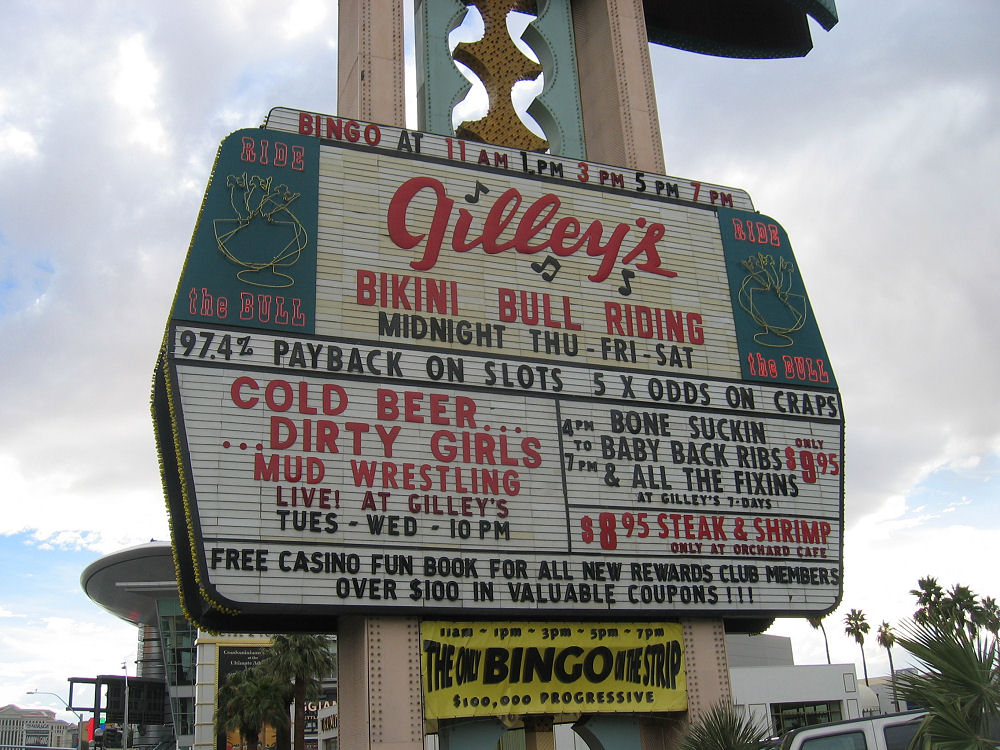 BINGO AT 11 AM 1 PM 3 PM 5 PM 7 PM
RIDE
the BULL
Gilley's
RIDE
the BULL
BIKINI BULL RIDING
MIDNIGHT THU - FRI - SAT
97.4% PAYBACK ON SLOTS 5 X ODDS ON CRAPS
COLD BEER...
...DIRTY GIRLS
MUD WRESTLING
LIVE! AT GILLEY'S
TUES - WED - 10 PM
4PM TO 7PM
BONE SUCKIN
BABY BACK RIBS
& ALL THE FIXINS
ONLY
$9.95
AT GILLEY'S 7-DAYS
$8.95 STEAK & SHRIMP
ONLY AT ORCHARD CAFE
FREE CASINO FUN BOOK FOR ALL NEW REWARDS CLUB MEMBERS
OVER $100 IN VALUABLE COUPONS !!!
11am ~ 1pm ~ 3pm ~ 5pm ~ 7pm
THE ONLY BINGO ON THE STRIP
$100,000 PROGRESSIVE